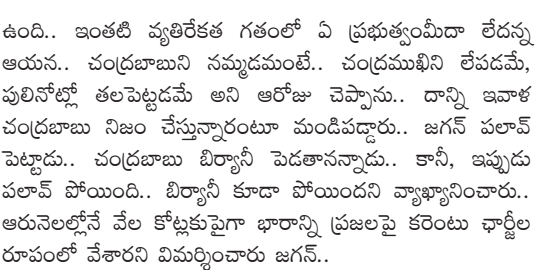 ఉంది.. ఇంతటి వ్యతిరేకత గతంలో ఏ ప్రభుత్వంమీదా లేదన్న
ఆయన.. చంద్రబాబుని నమ్మడమంటే.. చంద్రముఖిని లేపడమే,
పులినోట్లో తలపెట్టడమే అని ఆరోజు చెప్పాను.. దాన్ని ఇవాళ
చంద్రబాబు నిజం చేస్తున్నారంటూ మండిపడ్డారు.. జగన్ పలావ్
పెట్టాడు.. చంద్రబాబు బిర్యానీ పెడతానన్నాడు.. కానీ, ఇప్పుడు
పలావ్ పోయింది.. బిర్యానీ కూడా పోయిందని వ్యాఖ్యానించారు..
ఆరునెలల్లోనే వేల కోట్లకుపైగా భారాన్ని ప్రజలపై కరెంటు ఛార్జీల
రూపంలో వేశారని విమర్శించారు జగన్..